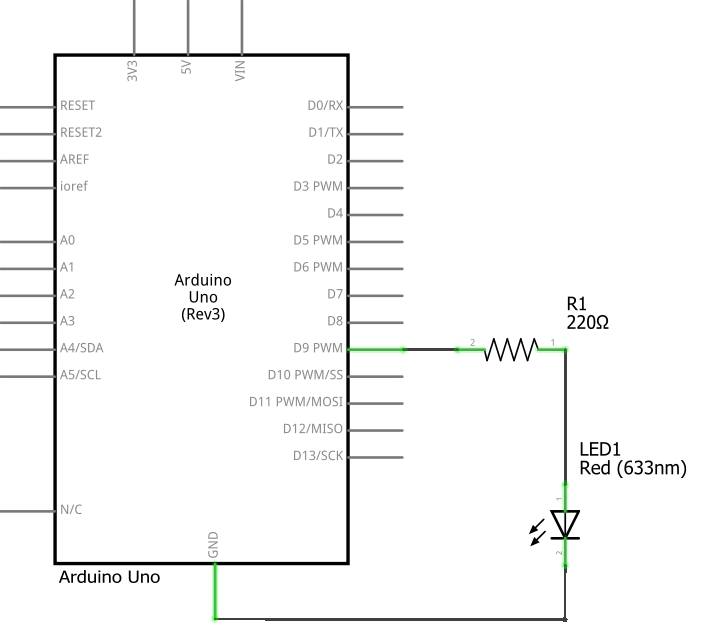 3V3
5V
VIN
RESET
RESET2
AREF
ioref
A0
A1
A2
A3
A4/SDA
A5/SCL
N/C
D0/RX
D1/TX
D2
D3 PWM
D4
D5 PWM
D6 PWM
D7
D8
D9 PWM
D10 PWM/SS
D11 PWM/MOSI
D12/MISO
D13/SCK
Arduino
Uno
(Rev3)
GND
Arduino Uno
R1
220Ω
2
1
LED1
Red (633nm)
1
2